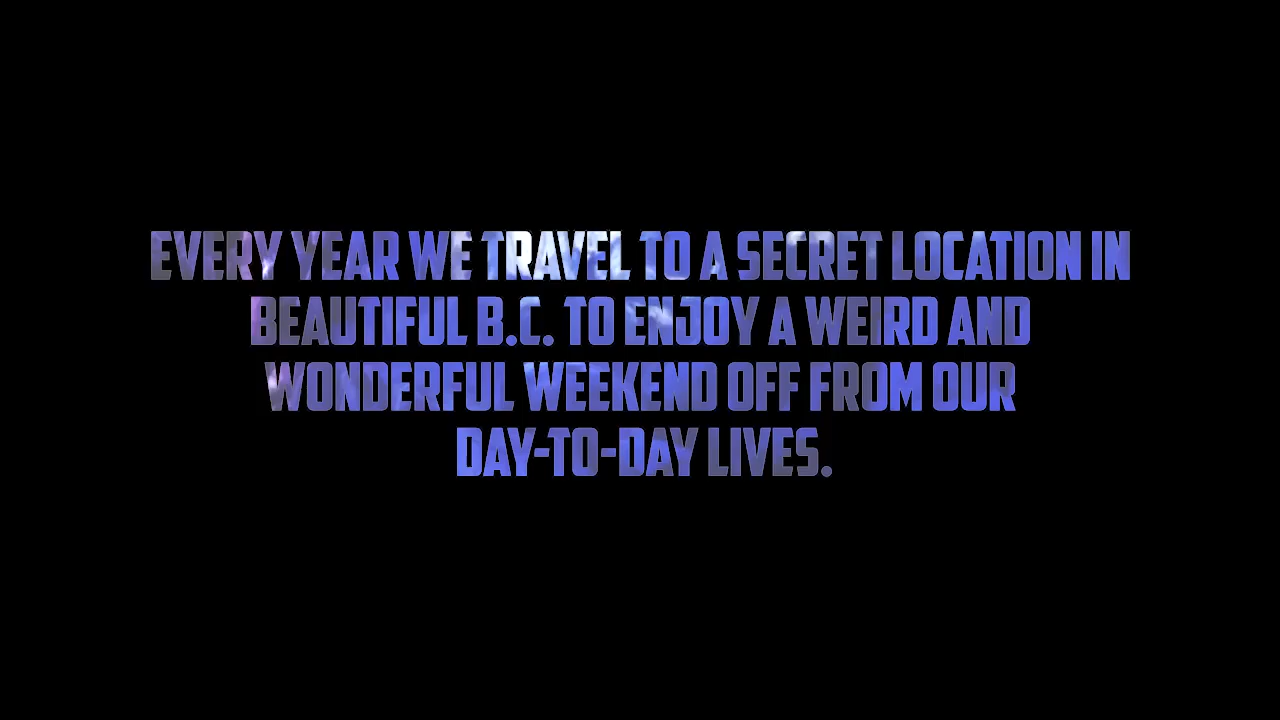 EVERY YEAR WE TRAVEL TO A SECRET LOCATION IN
BEAUTIFUL B.C. TO ENJOY A WEIRD AND
WONDERFUL WEEKEND OFF FROM OUR
DAY-TO-DAY LIVES.